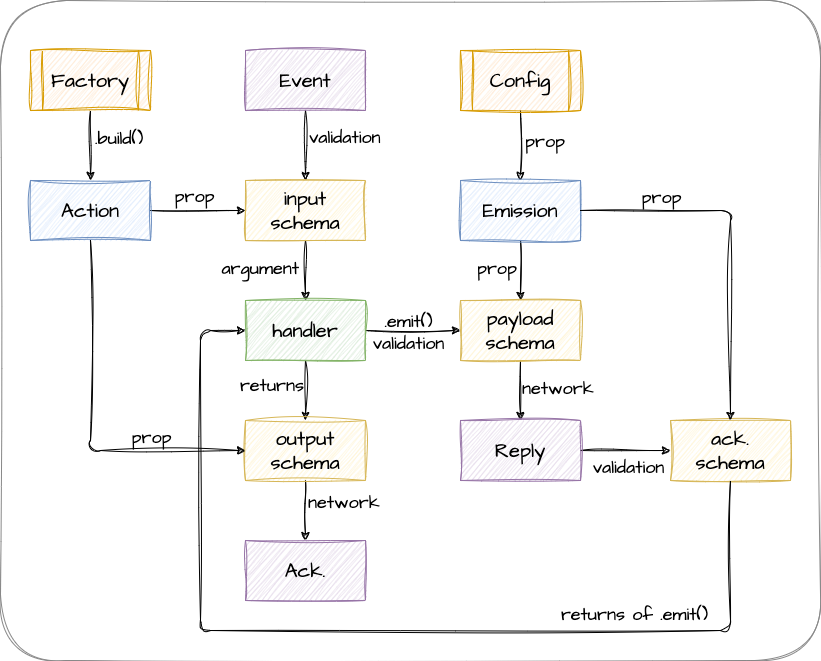 Factory
Event
Config
.build()
validation
prop
Action
prop
input
schema
Emission
prop
argument
prop
handler
.emit()
validation
payload
schema
returns
network
prop
output
schema
Reply
validation
ack.
schema
network
Ack.
returns of .emit()